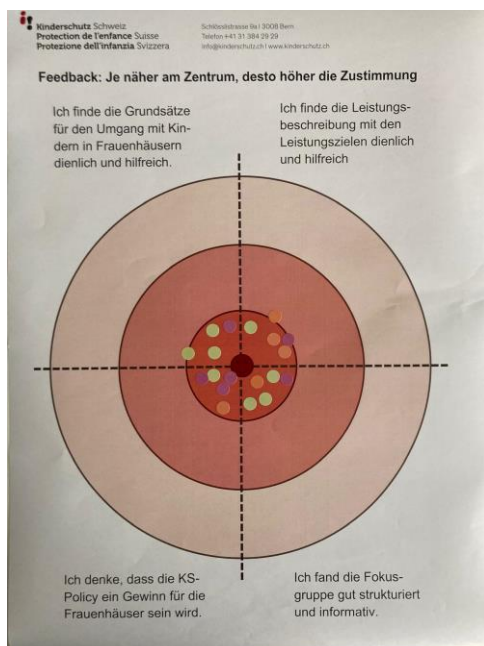 Kinderschutz Schweiz
Protection de l'enfance Suisse
Protezione dell'infanzia Svizzera
Schlösslistrasse 9a I 3008 Bern
Telefon +41 31 384 29 29
info@kinderschutz.ch I www.kinderschutz.ch
Feedback: Je näher am Zentrum, desto höher die Zustimmung
Ich finde die Grundsätze
für den Umgang mit Kin-
dern in Frauenhäusern
dienlich und hilfreich.
Ich finde die Leistungs-
beschreibung mit den
Leistungszielen dienlich
und hilfreich
Ich denke, dass die KS-
Policy ein Gewinn für die
Frauenhäuser sein wird.
Ich fand die Fokus-
gruppe gut strukturiert
und informativ.